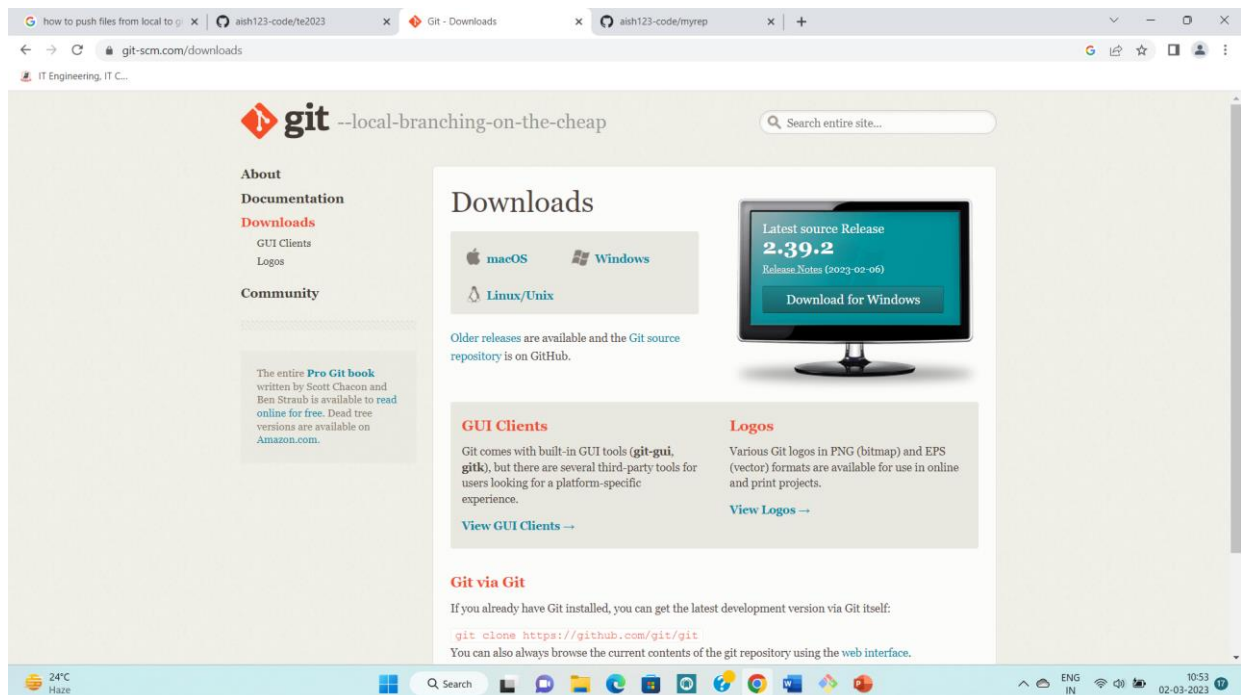 how to push files from local to gi
aish123-code/te2023
Git - Downloads
aish123-code/myrep
git-scm.com/downloads
IT Engineering, IT C...
git --local-branching-on-the-cheap
Search entire site...
About
Documentation
Downloads
GUI Clients
Logos
Community
The entire Pro Git book
written by Scott Chacon and
Ben Straub is available to read
online for free. Dead tree
versions are available on
Amazon.com.
Downloads
macOS
Windows
Linux/Unix
Older releases are available and the Git source
repository is on GitHub.
Latest source Release
2.39.2
Release Notes (2023-02-06)
Download for Windows
GUI Clients
Git comes with built-in GUI tools (git-gui,
gitk), but there are several third-party tools for
users looking for a platform-specific
experience.
View GUI Clients →
Logos
Various Git logos in PNG (bitmap) and EPS
(vector) formats are available for use in online
and print projects.
View Logos →
Git via Git
If you already have Git installed, you can get the latest development version via Git itself:
git clone https://github.com/git/git
You can also always browse the current contents of the git repository using the web interface.
24°C
Haze
Search
ENG
IN
10:53
02-03-2023
17